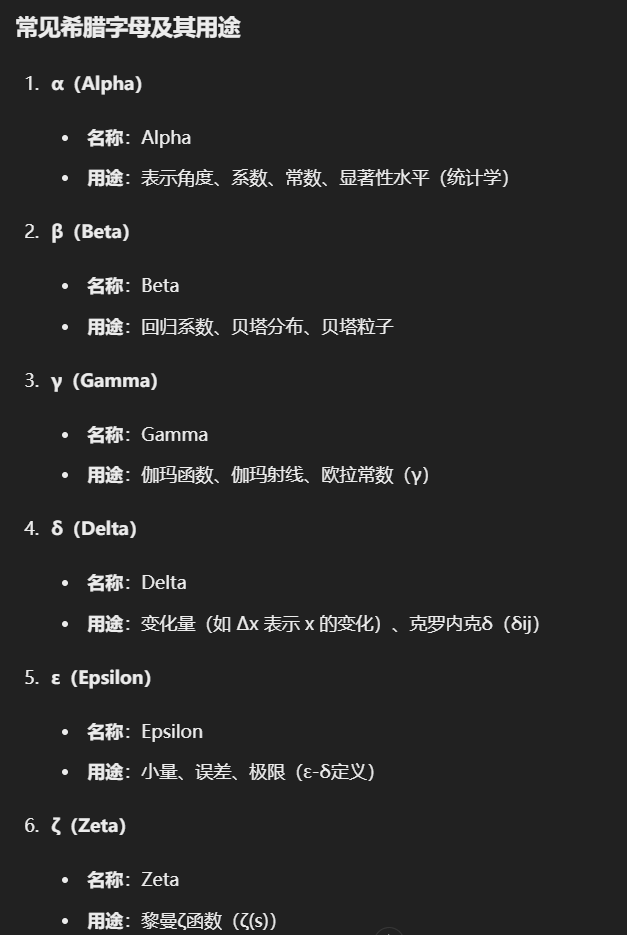 常见希腊字母及其用途
1. α（Alpha）
• 名称：Alpha
• 用途：表示角度、系数、常数、显著性水平（统计学）
2. β（Beta）
• 名称：Beta
• 用途：回归系数、贝塔分布、贝塔粒子
3. γ（Gamma）
• 名称：Gamma
• 用途：伽玛函数、伽玛射线、欧拉常数（γ）
4. δ（Delta）
• 名称：Delta
• 用途：变化量（如 Δx 表示 x 的变化）、克罗内克δ（δij）
5. ε（Epsilon）
• 名称：Epsilon
• 用途：小量、误差、极限（ε-δ定义）
6. ζ（Zeta）
• 名称：Zeta
• 用途：黎曼ζ函数（ζ(s)）